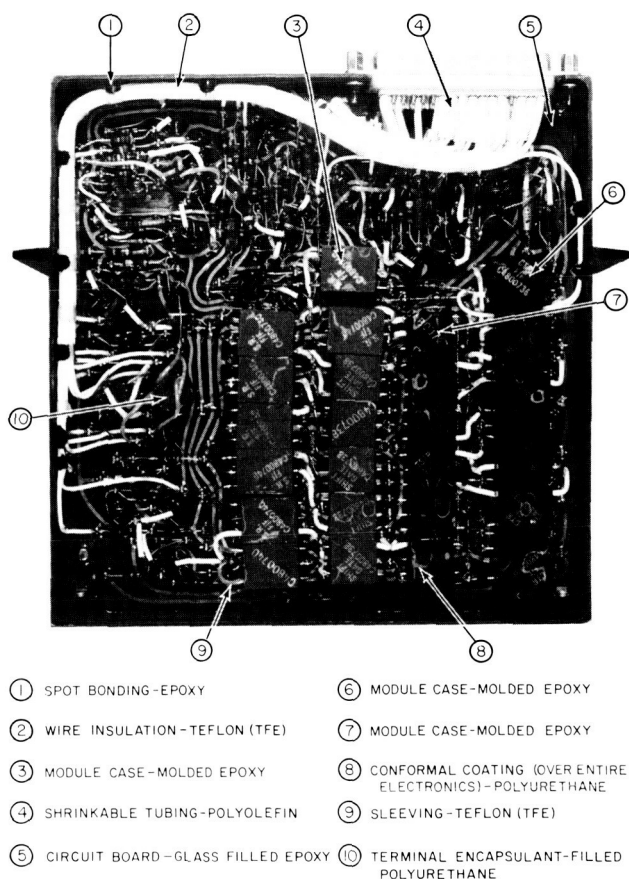 1 2 3 4 5
6
7
10
9 8
1 SPOT BONDING-EPOXY
2 WIRE INSULATION-TEFLON (TFE)
3 MODULE CASE-MOLDED EPOXY
4 SHRINKABLE TUBING-POLYOLEFIN
5 CIRCUIT BOARD-GLASS FILLED EPOXY
6 MODULE CASE-MOLDED EPOXY
7 MODULE CASE-MOLDED EPOXY
8 CONFORMAL COATING (OVER ENTIRE
ELECTRONICS)-POLYURETHANE
9 SLEEVING-TEFLON (TFE)
10 TERMINAL ENCAPSULANT-FILLED
POLYURETHANE